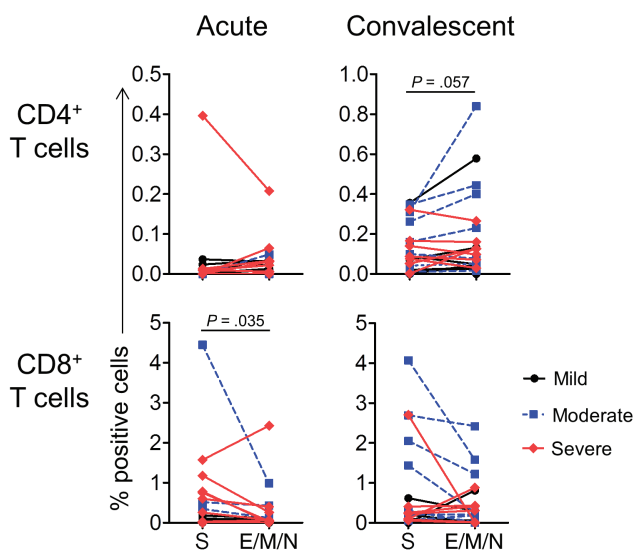 Acute
Convalescent
CD4+
T cells
0.5
0.4
0.3
0.2
0.1
0.0
1.0
0.8
0.6
0.4
0.2
0.0
P = .057
CD8+
T cells
% positive cells
5
4
3
2
1
0
P = .035
S
E/M/N
5
4
3
2
1
0
S
E/M/N
Mild
Moderate
Severe